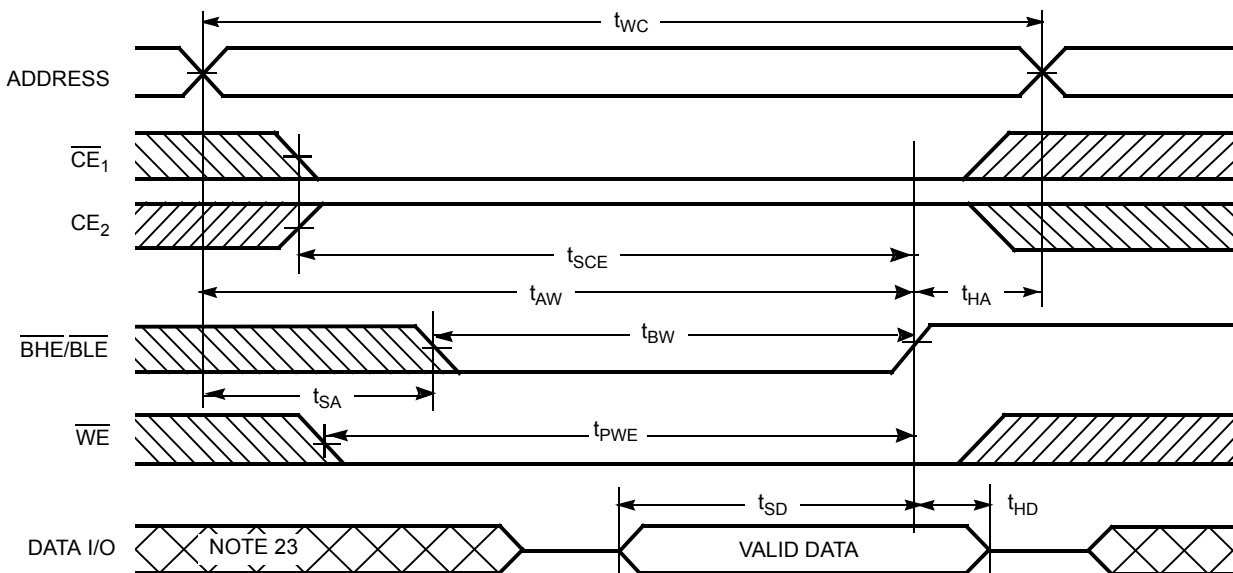 tWC
ADDRESS
CE1
CE2
tSCE
tAW
tHA
BHE/BLE
tBW
tSA
WE
tPWE
tSD
tHD
DATA I/O
NOTE 23
VALID DATA